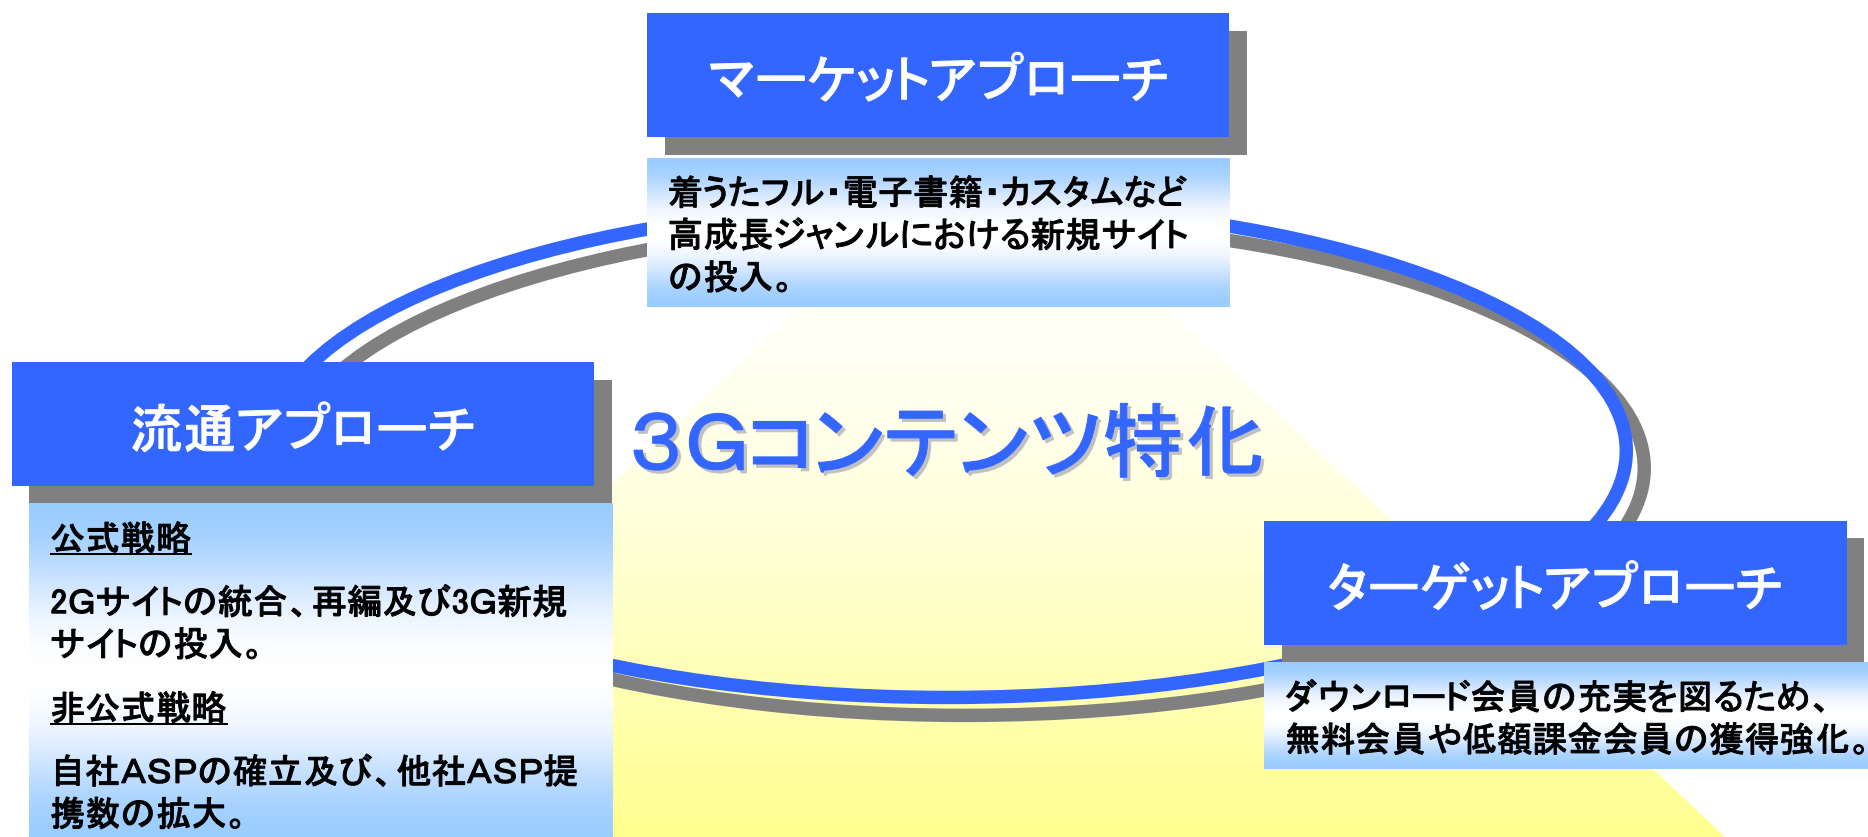 マーケットアプローチ
着うたフル・電子書籍・カスタムなど
高成長ジャンルにおける新規サイト
の投入。
３Gコンテンツ特化
流通アプローチ
公式戦略
2Gサイトの統合、再編及び3G新規
サイトの投入。
非公式戦略
自社ASPの確立及び、他社ASP提
携数の拡大。
ターゲットアプローチ
ダウンロード会員の充実を図るため、
無料会員や低額課金会員の獲得強化。